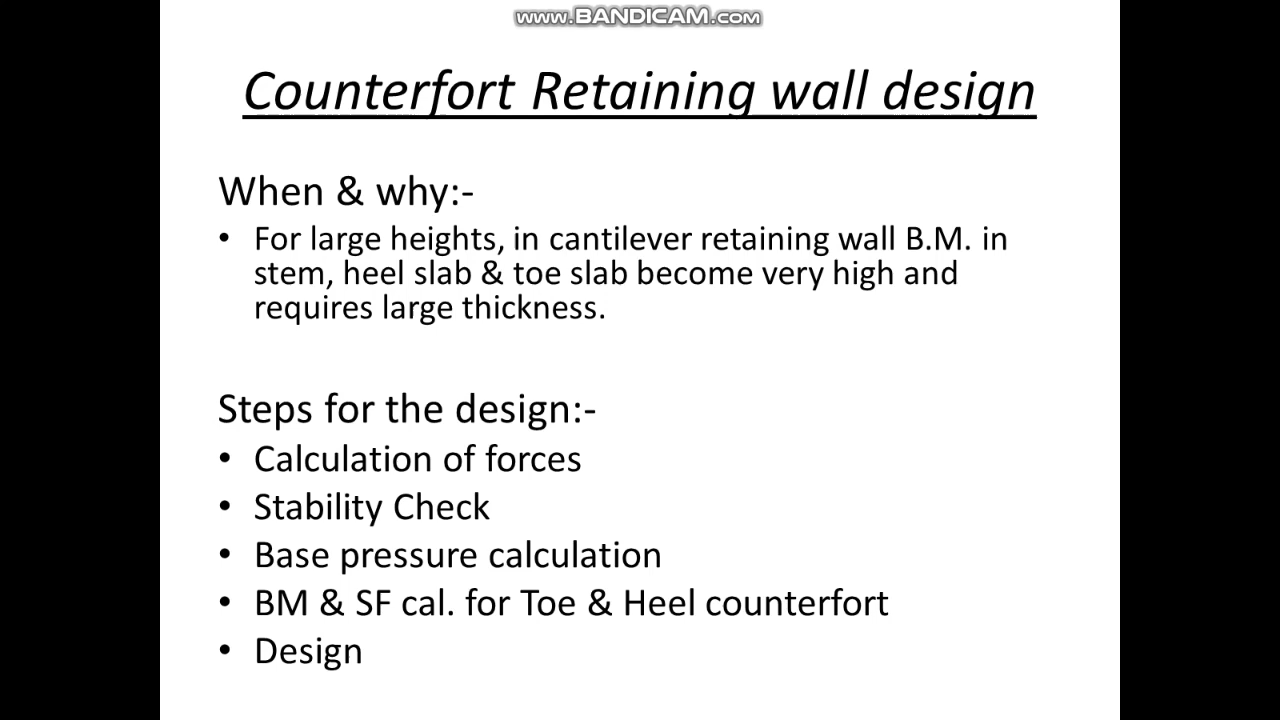 www.BANDICAM.com
Counterfort Retaining wall design
When & why:-
• For large heights, in cantilever retaining wall B.M. in
stem, heel slab & toe slab become very high and
requires large thickness.
Steps for the design:-
• Calculation of forces
• Stability Check
• Base pressure calculation
• BM & SF cal. for Toe & Heel counterfort
• Design